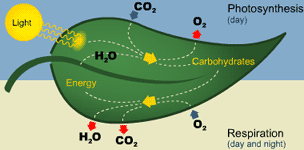 CO2
Photosynthesis
(day)
O2
Light
H2O
Carbohydrates
Energy
O2
H2O
CO2
Respiration
(day and night)